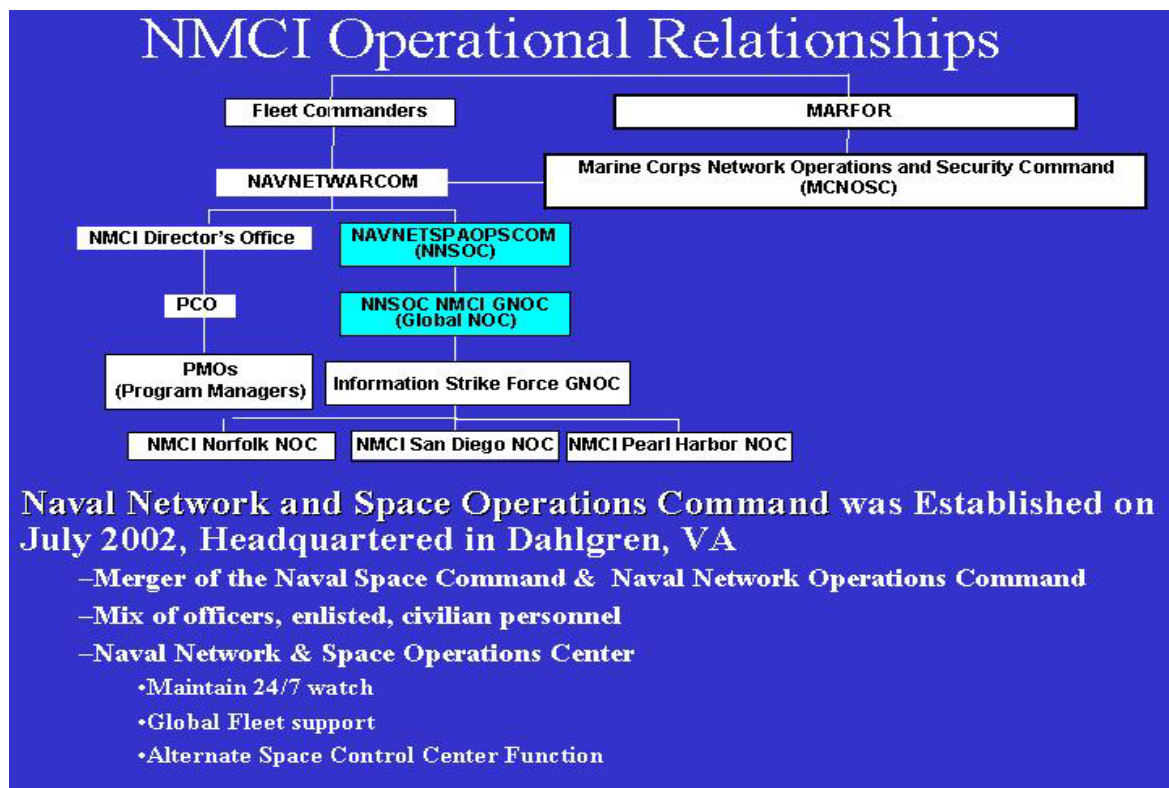 NMCI Operational Relationships
Fleet Commanders
MARFOR
NAVNETWARCOM
Marine Corps Network Operations and Security Command
(MCNOSC)
NMCI Director's Office
NAVNETSPAOPSCOM
(NNSOC)
PCO
NNSOC NMCI GNOC
(Global NOC)
PMOs
(Program Managers)
Information Strike Force GNOC
NMCI Norfolk NOC
NMCI San Diego NOC
NMCI Pearl Harbor NOC
Naval Network and Space Operations Command was Established on
July 2002, Headquartered in Dahlgren, VA
–Merger of the Naval Space Command & Naval Network Operations Command
–Mix of officers, enlisted, civilian personnel
–Naval Network & Space Operations Center
•Maintain 24/7 watch
•Global Fleet support
•Alternate Space Control Center Function